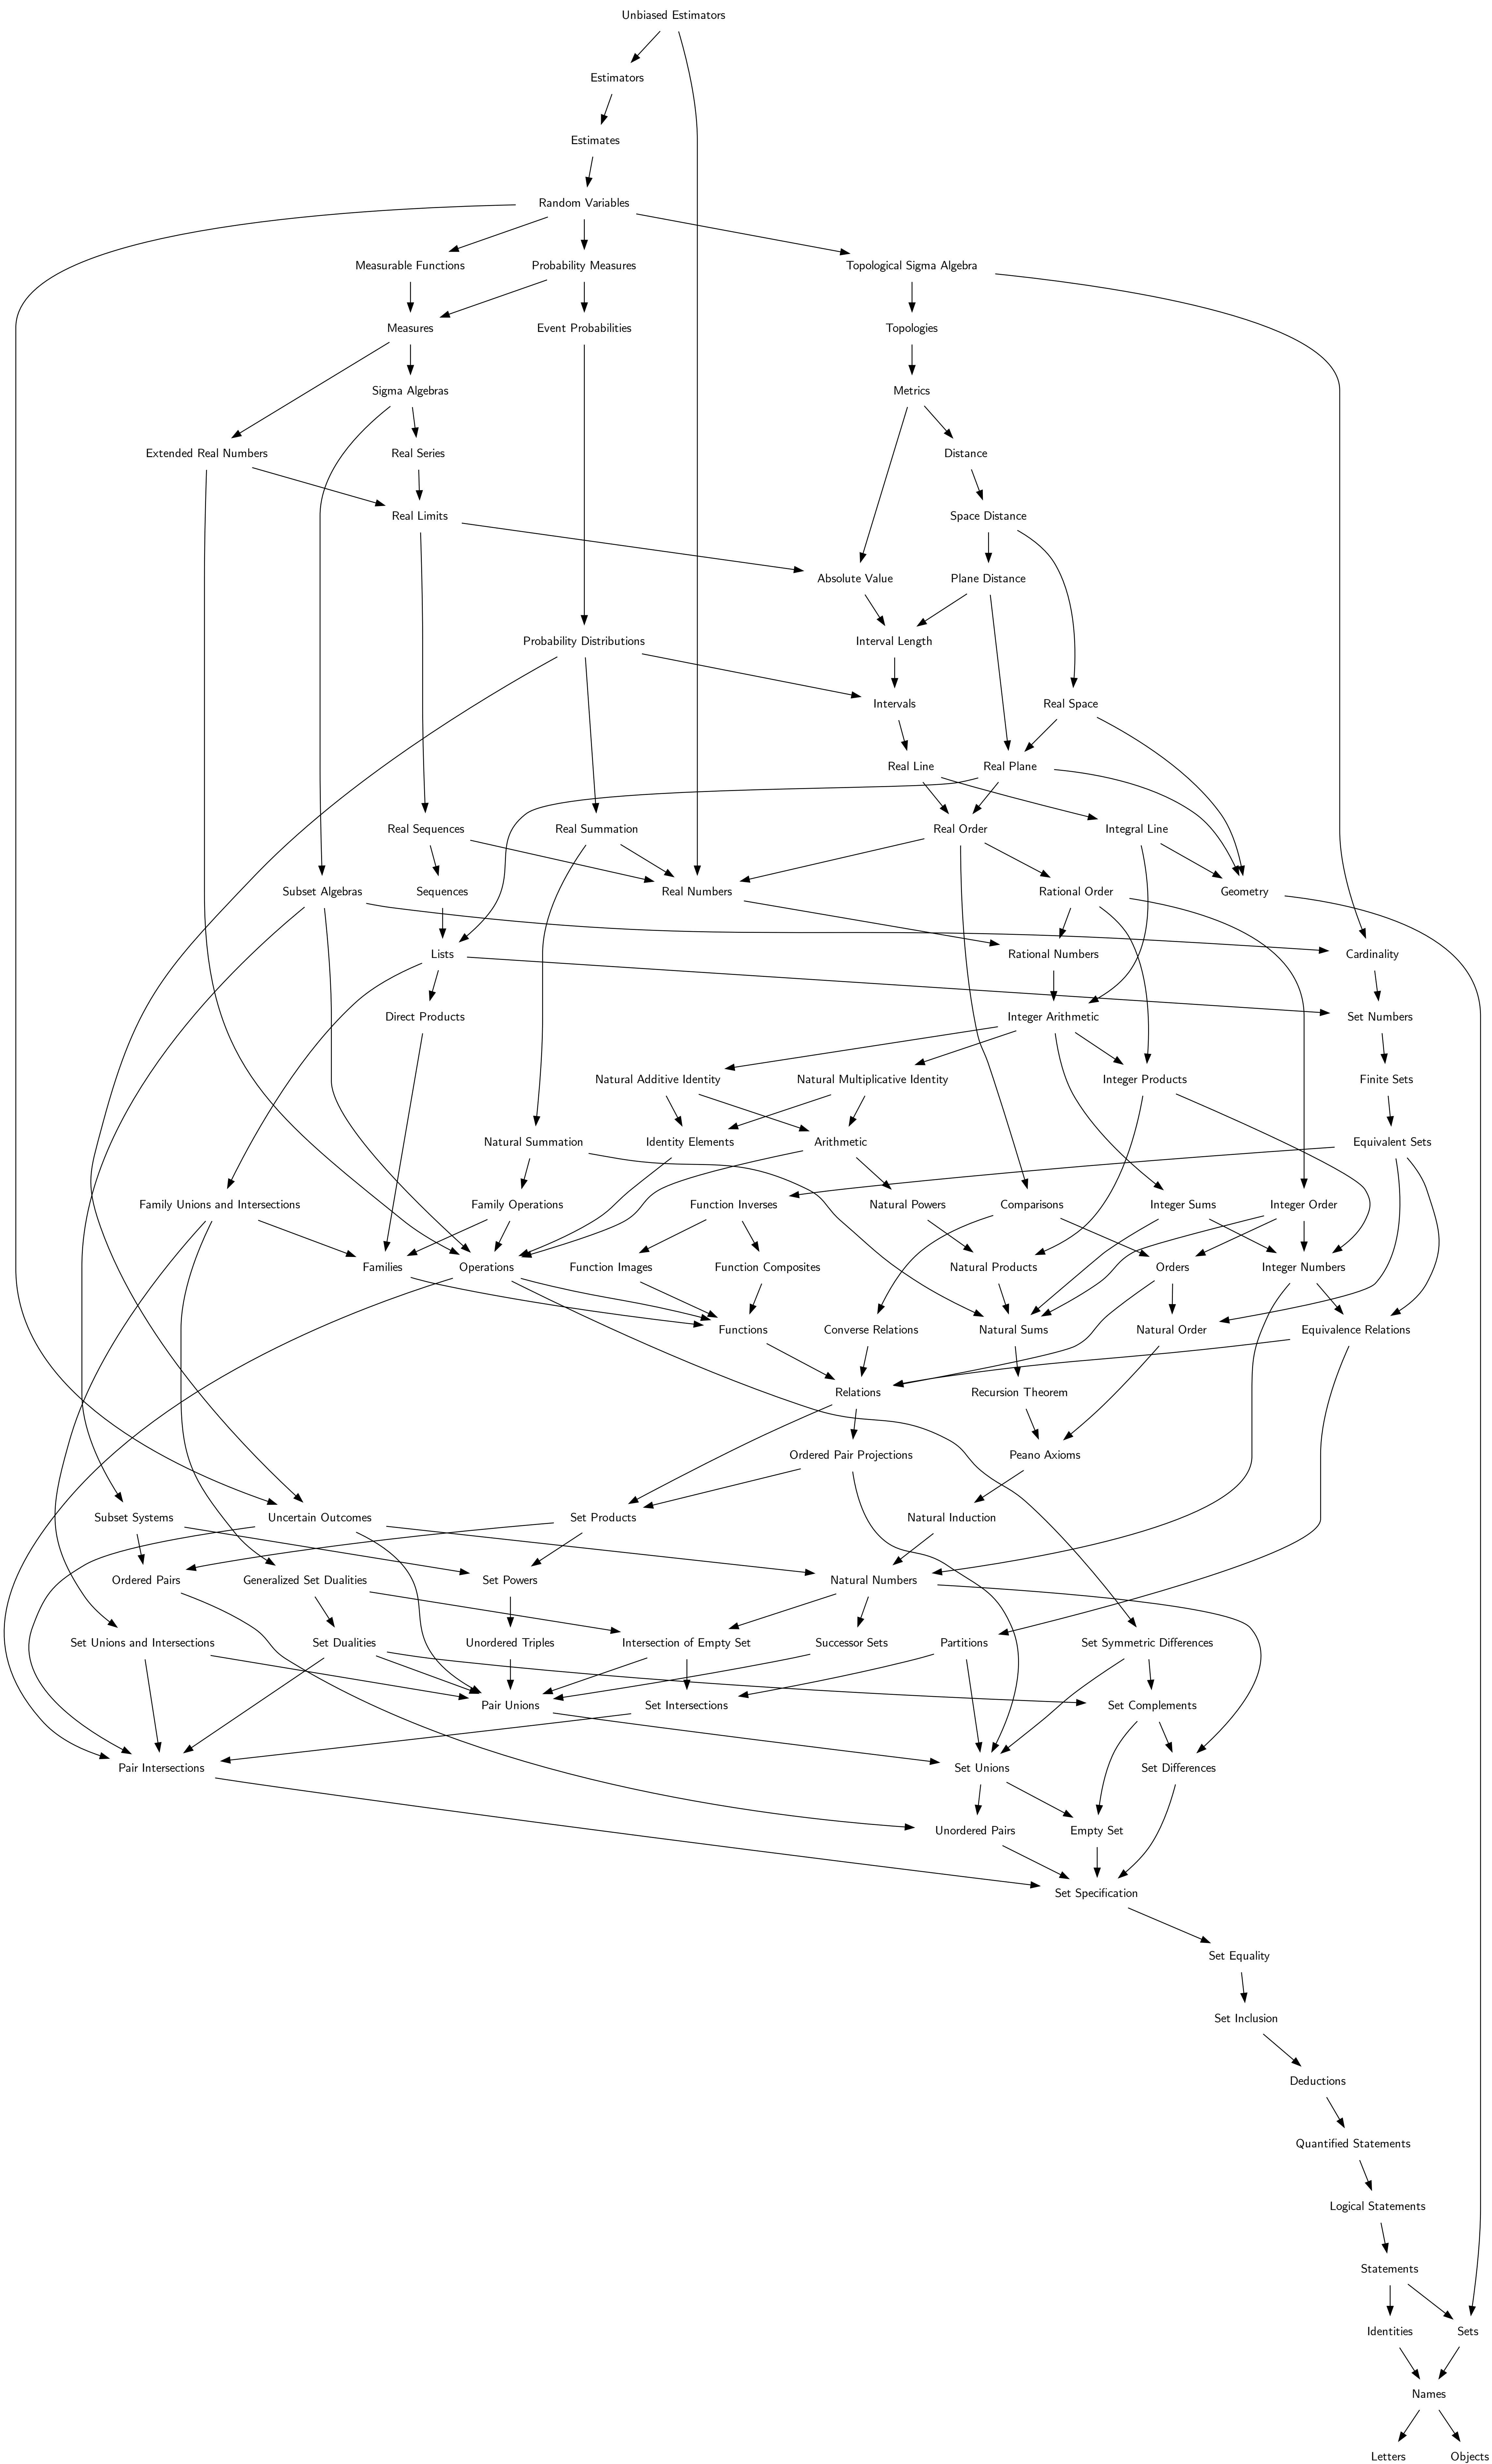 Unbiased Estimators
Estimators
Estimates
Random Variables
Measurable Functions
Probability Measures
Topological Sigma Algebra
Measures
Event Probabilities
Topologies
Sigma Algebras
Metrics
Extended Real Numbers
Real Series
Distance
Real Limits
Space Distance
Absolute Value
Plane Distance
Probability Distributions
Interval Length
Intervals
Real Space
Real Line
Real Plane
Real Sequences
Real Summation
Real Order
Integral Line
Subset Algebras
Sequences
Real Numbers
Rational Order
Geometry
Lists
Rational Numbers
Cardinality
Direct Products
Integer Arithmetic
Set Numbers
Natural Additive Identity
Natural Multiplicative Identity
Integer Products
Finite Sets
Natural Summation
Identity Elements
Arithmetic
Equivalent Sets
Family Unions and Intersections
Family Operations
Function Inverses
Natural Powers
Comparisons
Integer Sums
Integer Order
Families
Operations
Function Images
Function Composites
Natural Products
Orders
Integer Numbers
Functions
Converse Relations
Natural Sums
Natural Order
Equivalence Relations
Relations
Recursion Theorem
Ordered Pair Projections
Peano Axioms
Subset Systems
Uncertain Outcomes
Set Products
Natural Induction
Ordered Pairs
Generalized Set Dualities
Set Powers
Natural Numbers
Set Unions and Intersections
Set Dualities
Unordered Triples
Intersection of Empty Set
Successor Sets
Partitions
Set Symmetric Differences
Pair Unions
Set Intersections
Set Complements
Pair Intersections
Set Unions
Set Differences
Unordered Pairs
Empty Set
Set Specification
Set Equality
Set Inclusion
Deductions
Quantified Statements
Logical Statements
Statements
Identities
Sets
Names
Letters
Objects